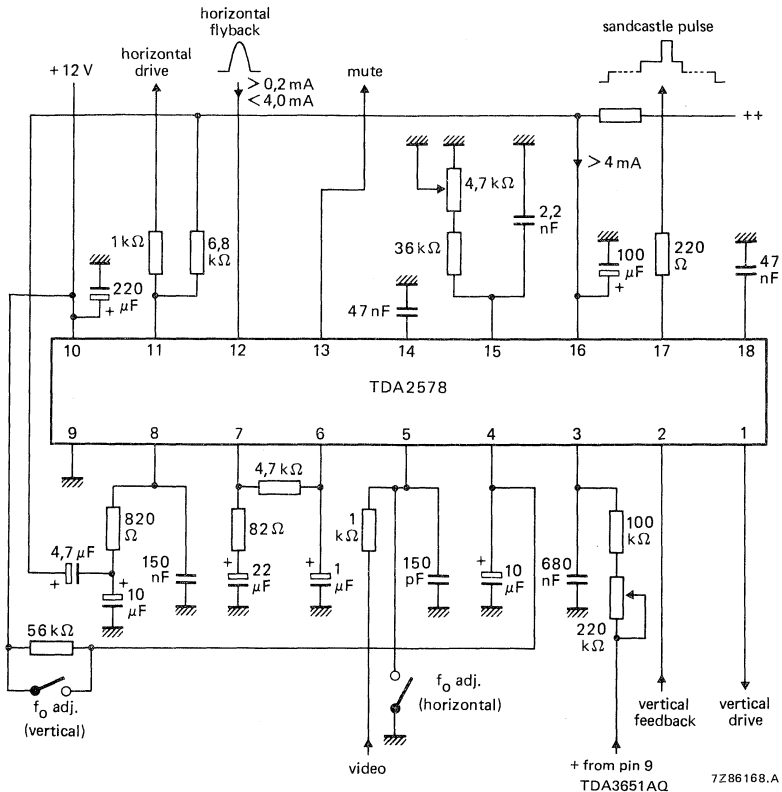 horizontal
flyback
sandcastle pulse
horizontal
drive
+ 12 V
> 0,2 mA
< 4,0 mA
mute
++
> 4 mA
4,7 kΩ
2,2
nF
1 kΩ
6,8
kΩ
36 kΩ
100
μF
+
220
Ω
47
nF
220
μF
+
47 nF
10
11
12
13
14
15
16
17
18
TDA2578
9
8
7
6
5
4
3
2
1
4,7 kΩ
820
Ω
82 Ω
1
kΩ
100
kΩ
4,7 μF
+
150
nF
+
10
μF
+
22
μF
+
1
μF
150
pF
+
10
μF
680
nF
220
kΩ
56 kΩ
fo adj.
(vertical)
fo adj.
(horizontal)
vertical
feedback
vertical
drive
video
+ from pin 9
TDA3651AQ
7Z86168.A